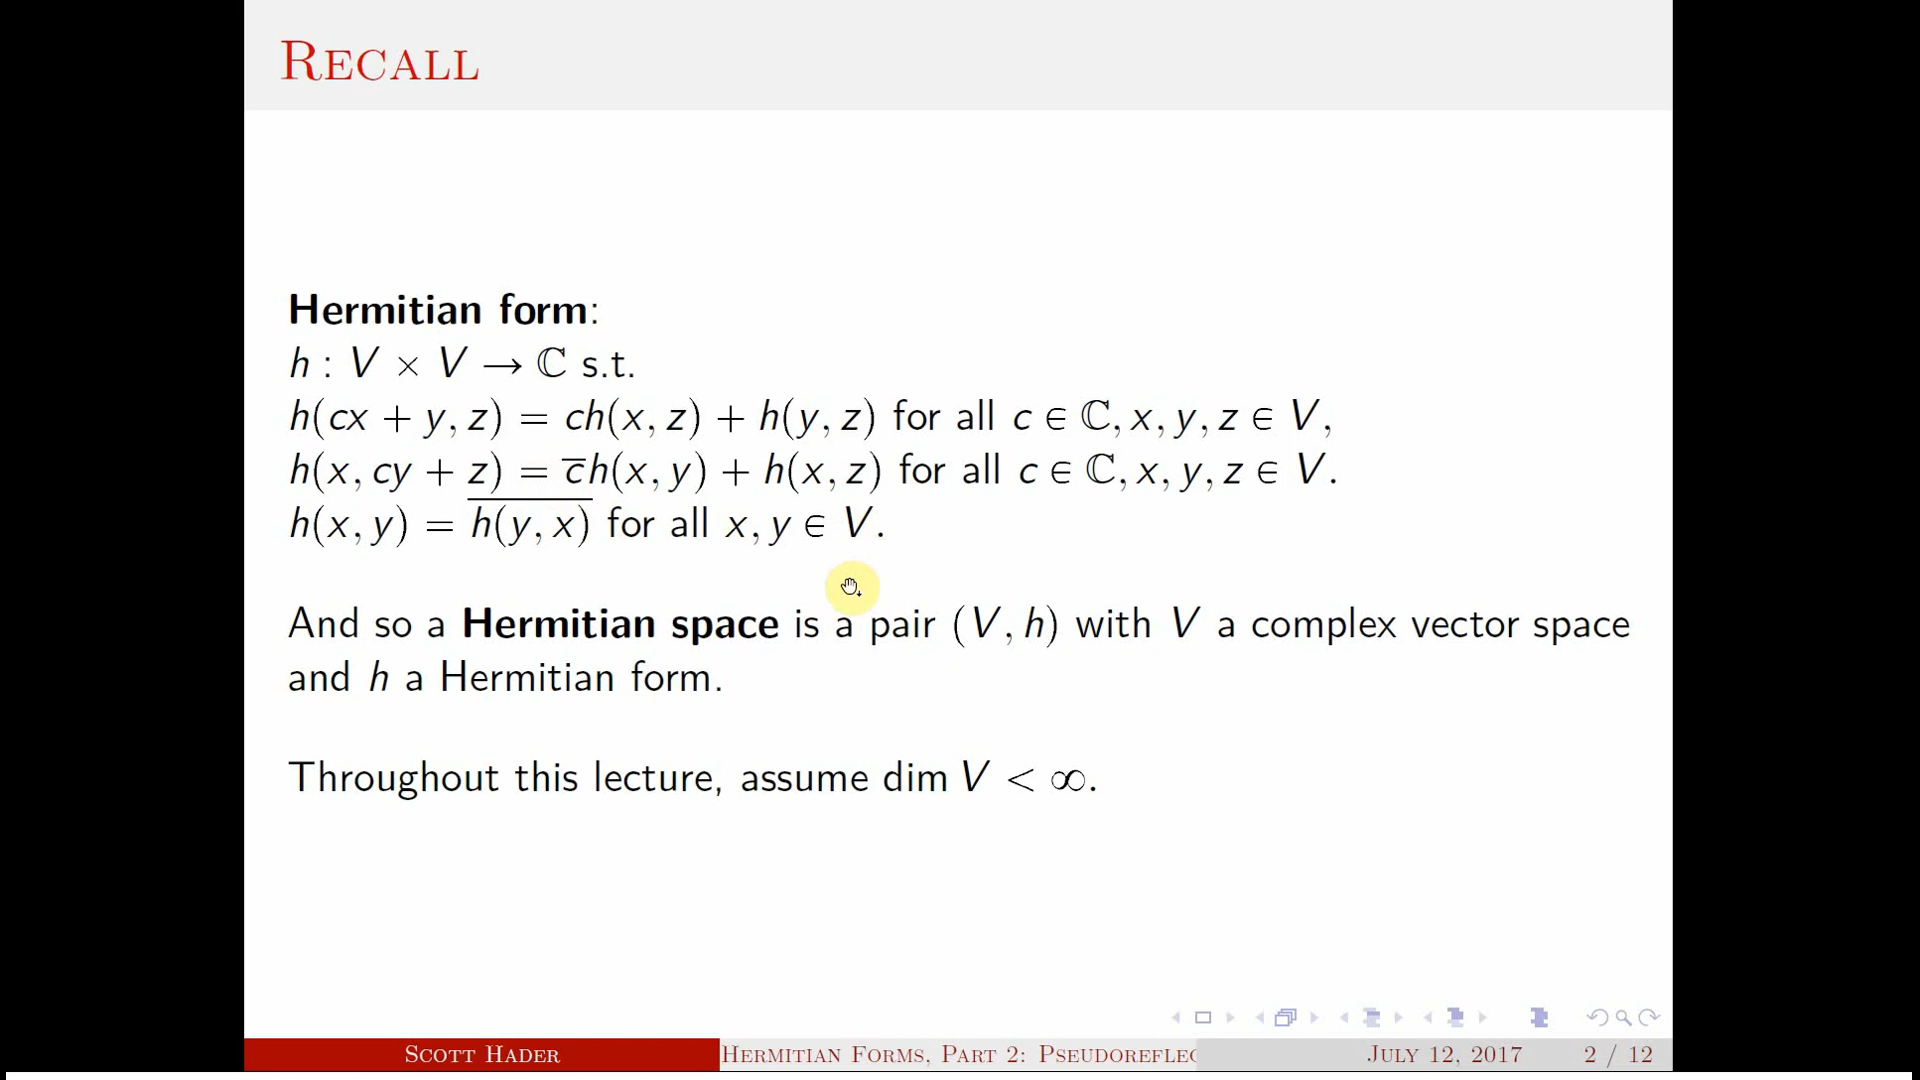 RECALL
Hermitian form:
h : V × V → ℂ s.t.
h(cx + y, z) = ch(x, z) + h(y, z) for all c ∈ ℂ, x, y, z ∈ V,
h(x, cy + z) = c̅h(x, y) + h(x, z) for all c ∈ ℂ, x, y, z ∈ V.
h(x, y) = \overline{h(y, x)} for all x, y ∈ V.
And so a Hermitian space is a pair (V, h) with V a complex vector space
and h a Hermitian form.
Throughout this lecture, assume dim V < ∞.
SCOTT HADER HERMITIAN FORMS, PART 2: PSEUDOREFLEC JULY 12, 2017 2 / 12